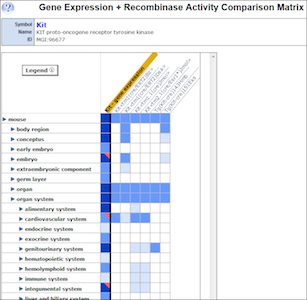 Gene Expression + Recombinase Activity Comparison Matrix
Symbol Kit
Name KIT proto-oncogene receptor tyrosine kinase
ID MGI:96677
Legend
Kit - gene expression
mouse
body region
conceptus
early embryo
embryo
extraembryonic component
germ layer
organ
organ system
alimentary system
cardiovascular system
endocrine system
exocrine system
genitourinary system
hematopoietic system
hemolymphoid system
immune system
integumental system
liver and biliary system